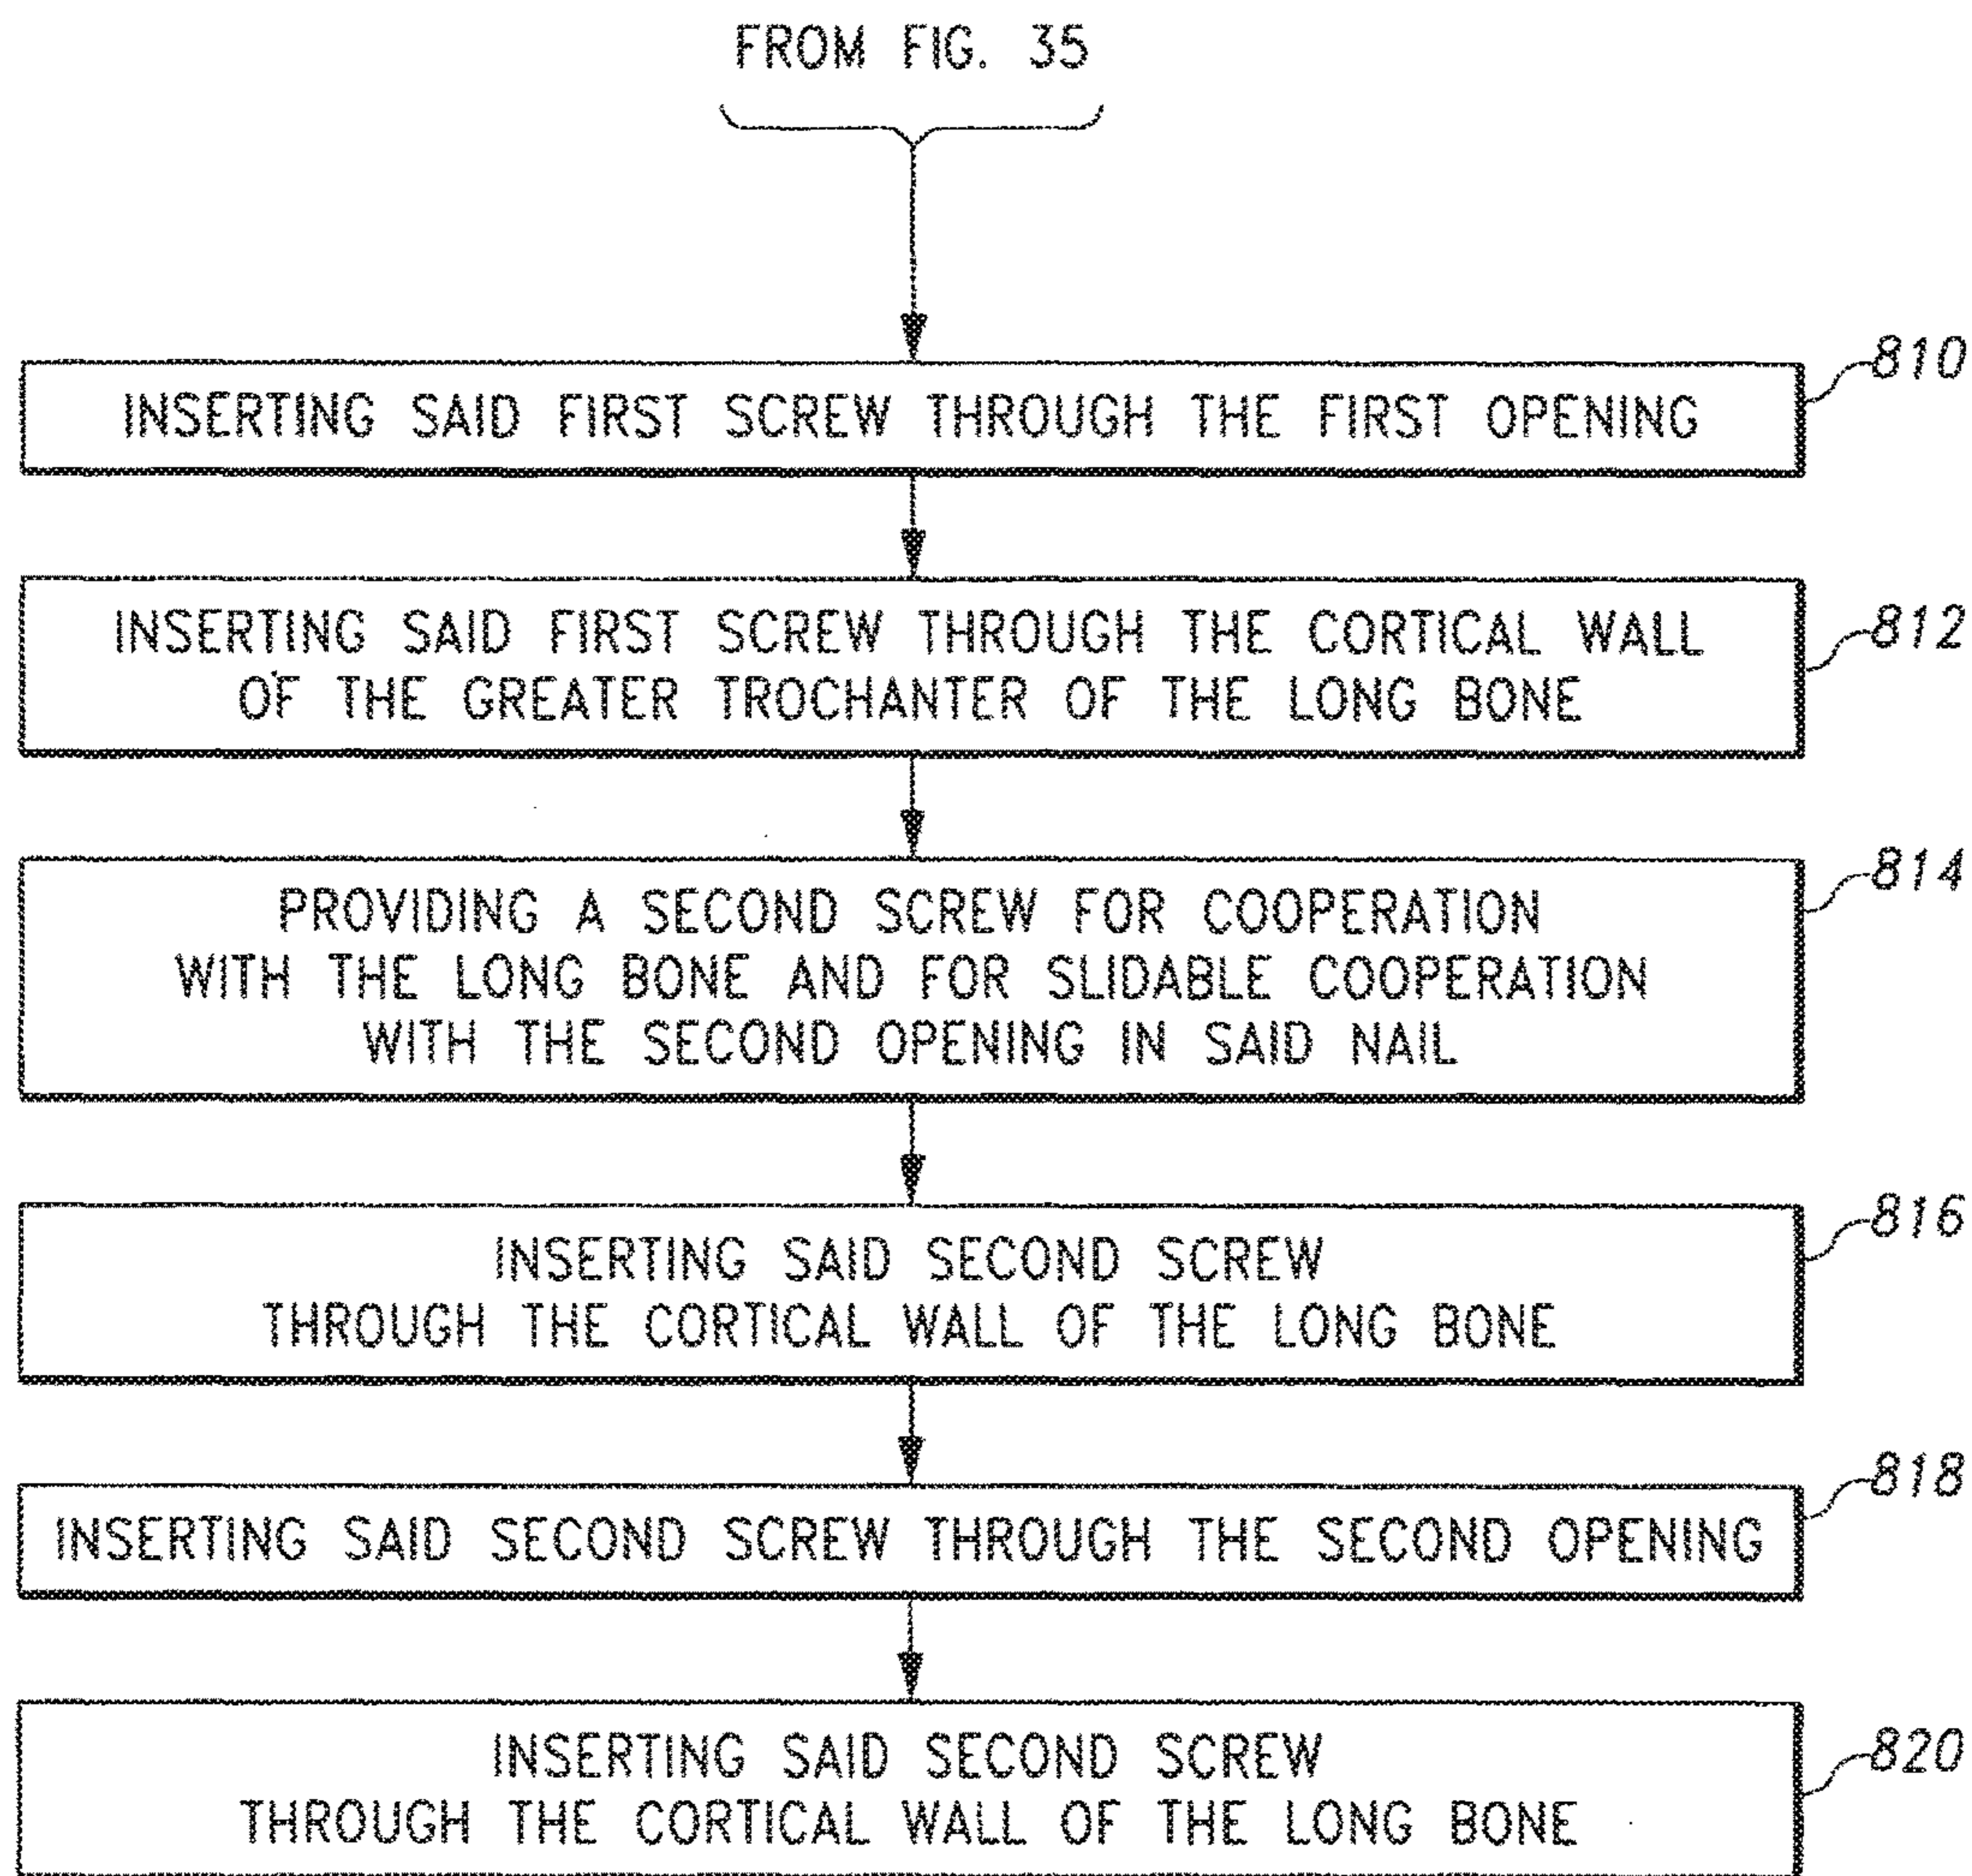 FROM FIG. 35
INSERTING SAID FIRST SCREW THROUGH THE FIRST OPENING
810
INSERTING SAID FIRST SCREW THROUGH THE CORTICAL WALL
OF THE GREATER TROCHANTER OF THE LONG BONE
812
PROVIDING A SECOND SCREW FOR COOPERATION
WITH THE LONG BONE AND FOR SLIDABLE COOPERATION
WITH THE SECOND OPENING IN SAID NAIL
814
INSERTING SAID SECOND SCREW
THROUGH THE CORTICAL WALL OF THE LONG BONE
816
INSERTING SAID SECOND SCREW THROUGH THE SECOND OPENING
818
INSERTING SAID SECOND SCREW
THROUGH THE CORTICAL WALL OF THE LONG BONE
820